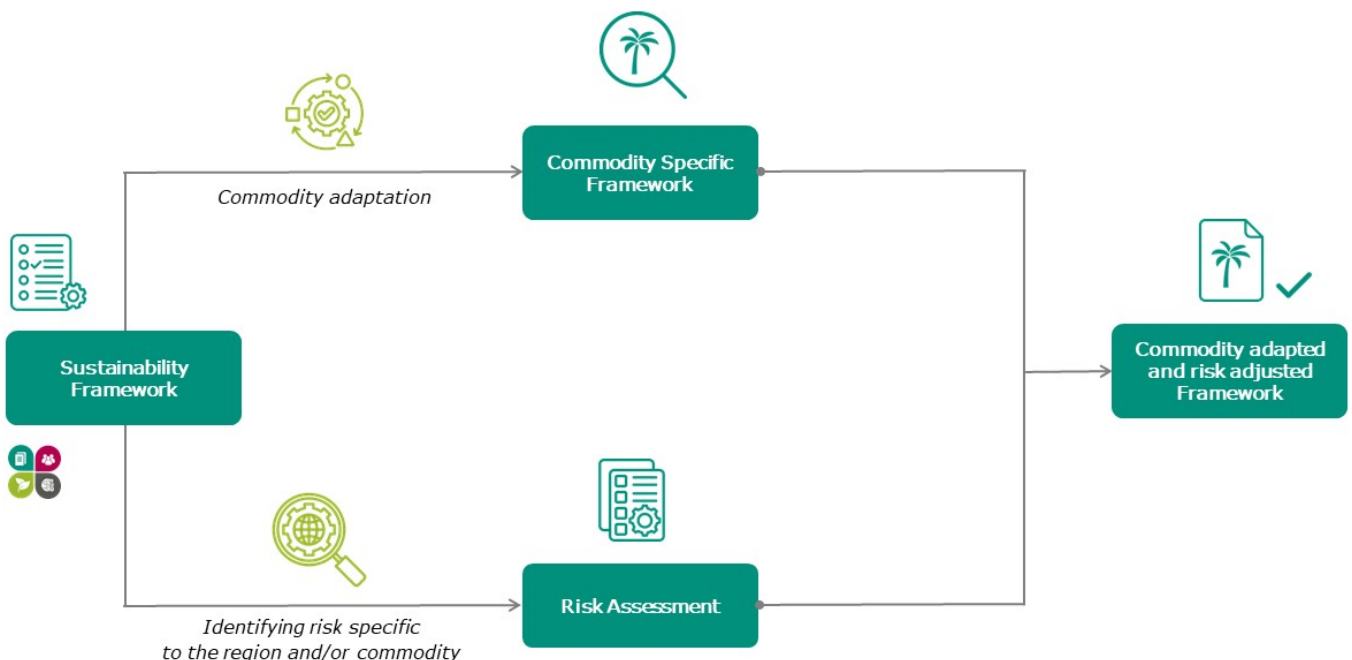 Commodity Specific
Framework
Commodity adaptation
Sustainability
Framework
Commodity adapted
and risk adjusted
Framework
Risk Assessment
Identifying risk specific
to the region and/or commodity